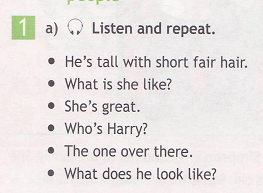 people
1 a) Listen and repeat.
• He's tall with short fair hair.
• What is she like?
• She's great.
• Who's Harry?
• The one over there.
• What does he look like?